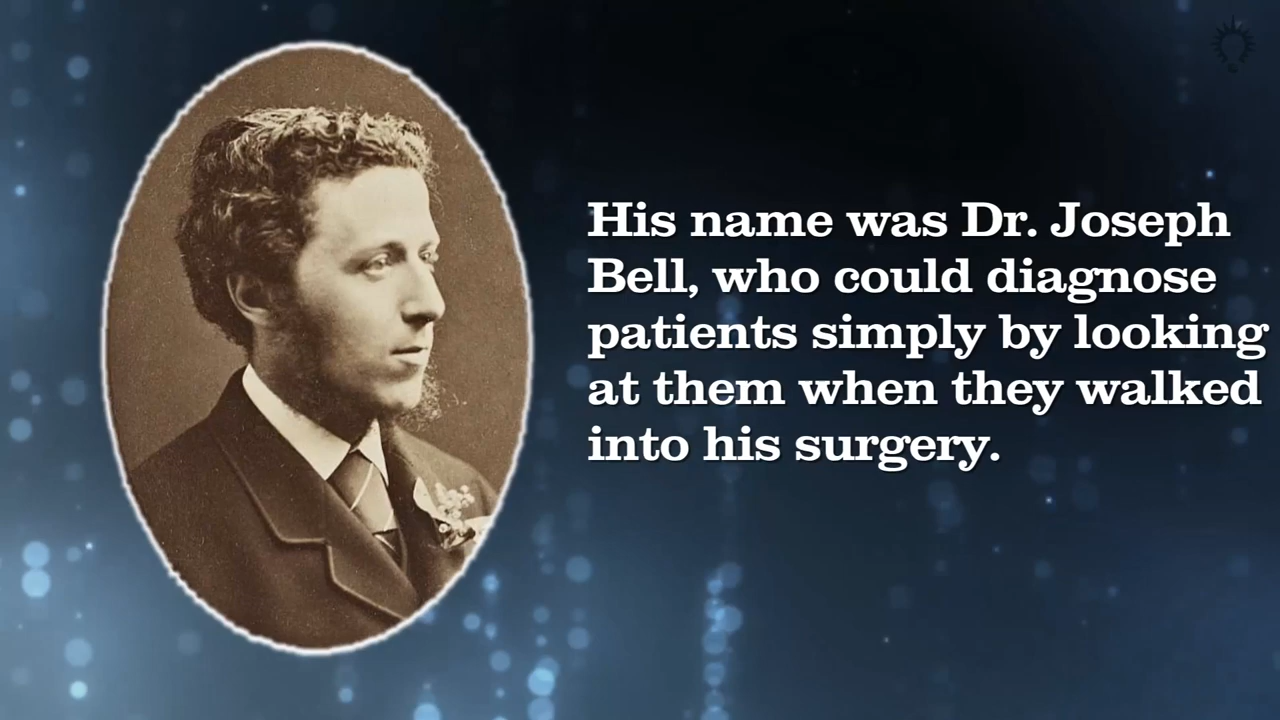 His name was Dr. Joseph
Bell, who could diagnose
patients simply by looking
at them when they walked
into his surgery.